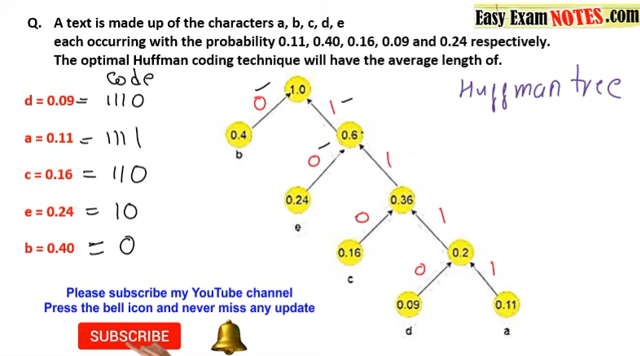 Easy Exam NOTES.com
Q. A text is made up of the characters a, b, c, d, e
each occurring with the probability 0.11, 0.40, 0.16, 0.09 and 0.24 respectively.
The optimal Huffman coding technique will have the average length of.
code
Huffman tree
d = 0.09 = 1110
a = 0.11 = 1111
c = 0.16 = 110
e = 0.24 = 10
b = 0.40 = 0
1.0
0 1
0.4 0.6
b
0 1
0.24 0.36
e
0 1
0.16 0.2
c
0 1
0.09 0.11
d a
Please subscribe my YouTube channel
Press the bell icon and never miss any update
SUBSCRIBE